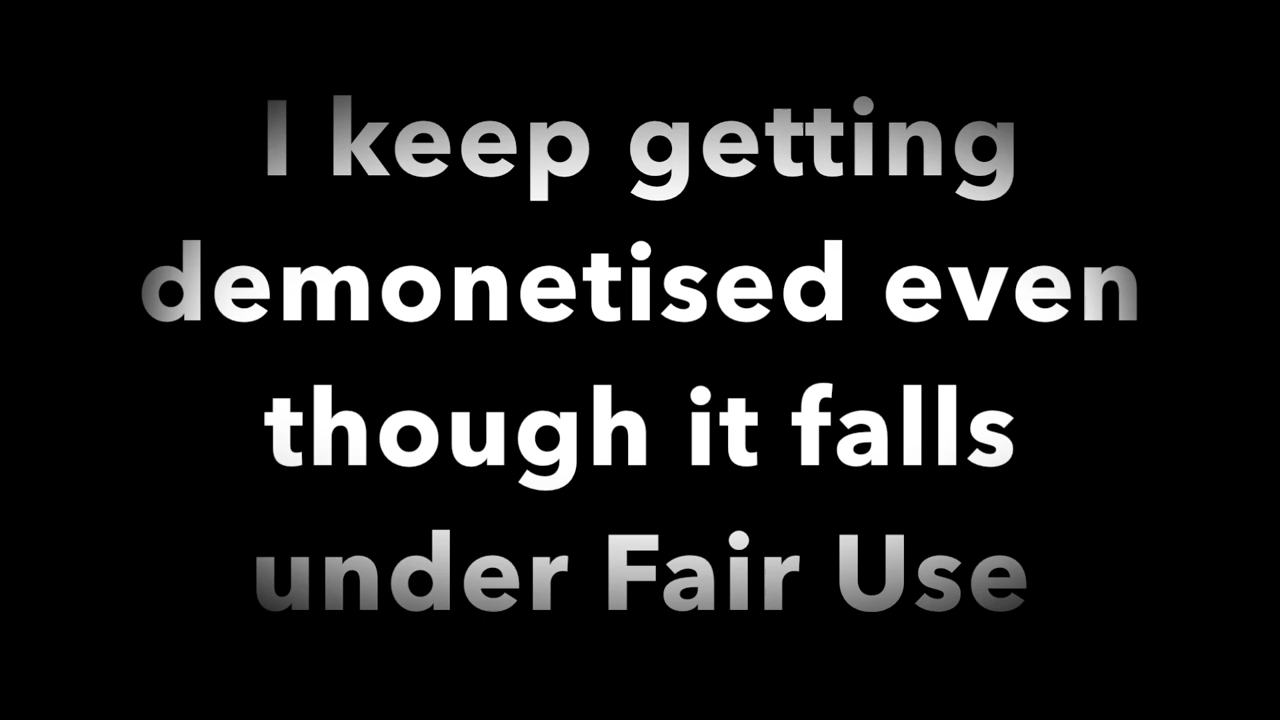 I keep getting
demonetised even
though it falls
under Fair Use